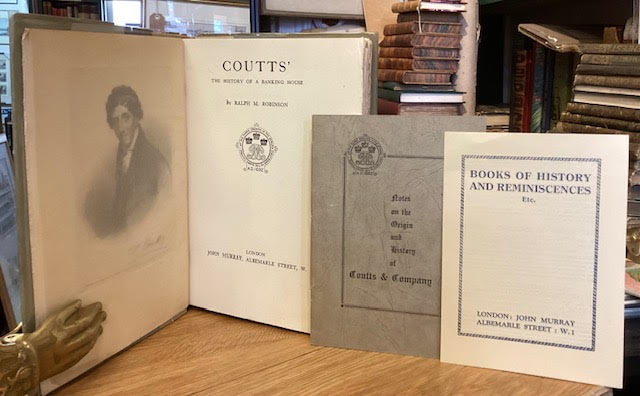 COUTTS'
THE HISTORY OF A BANKING HOUSE
By RALPH M. ROBINSON
LONDON
JOHN MURRAY, ALBEMARLE STREET, W.
Notes
on the
Origin
and
History
of
Coutts & Company
BOOKS OF HISTORY
AND REMINISCENCES
Etc.
LONDON: JOHN MURRAY
ALBEMARLE STREET : W.1